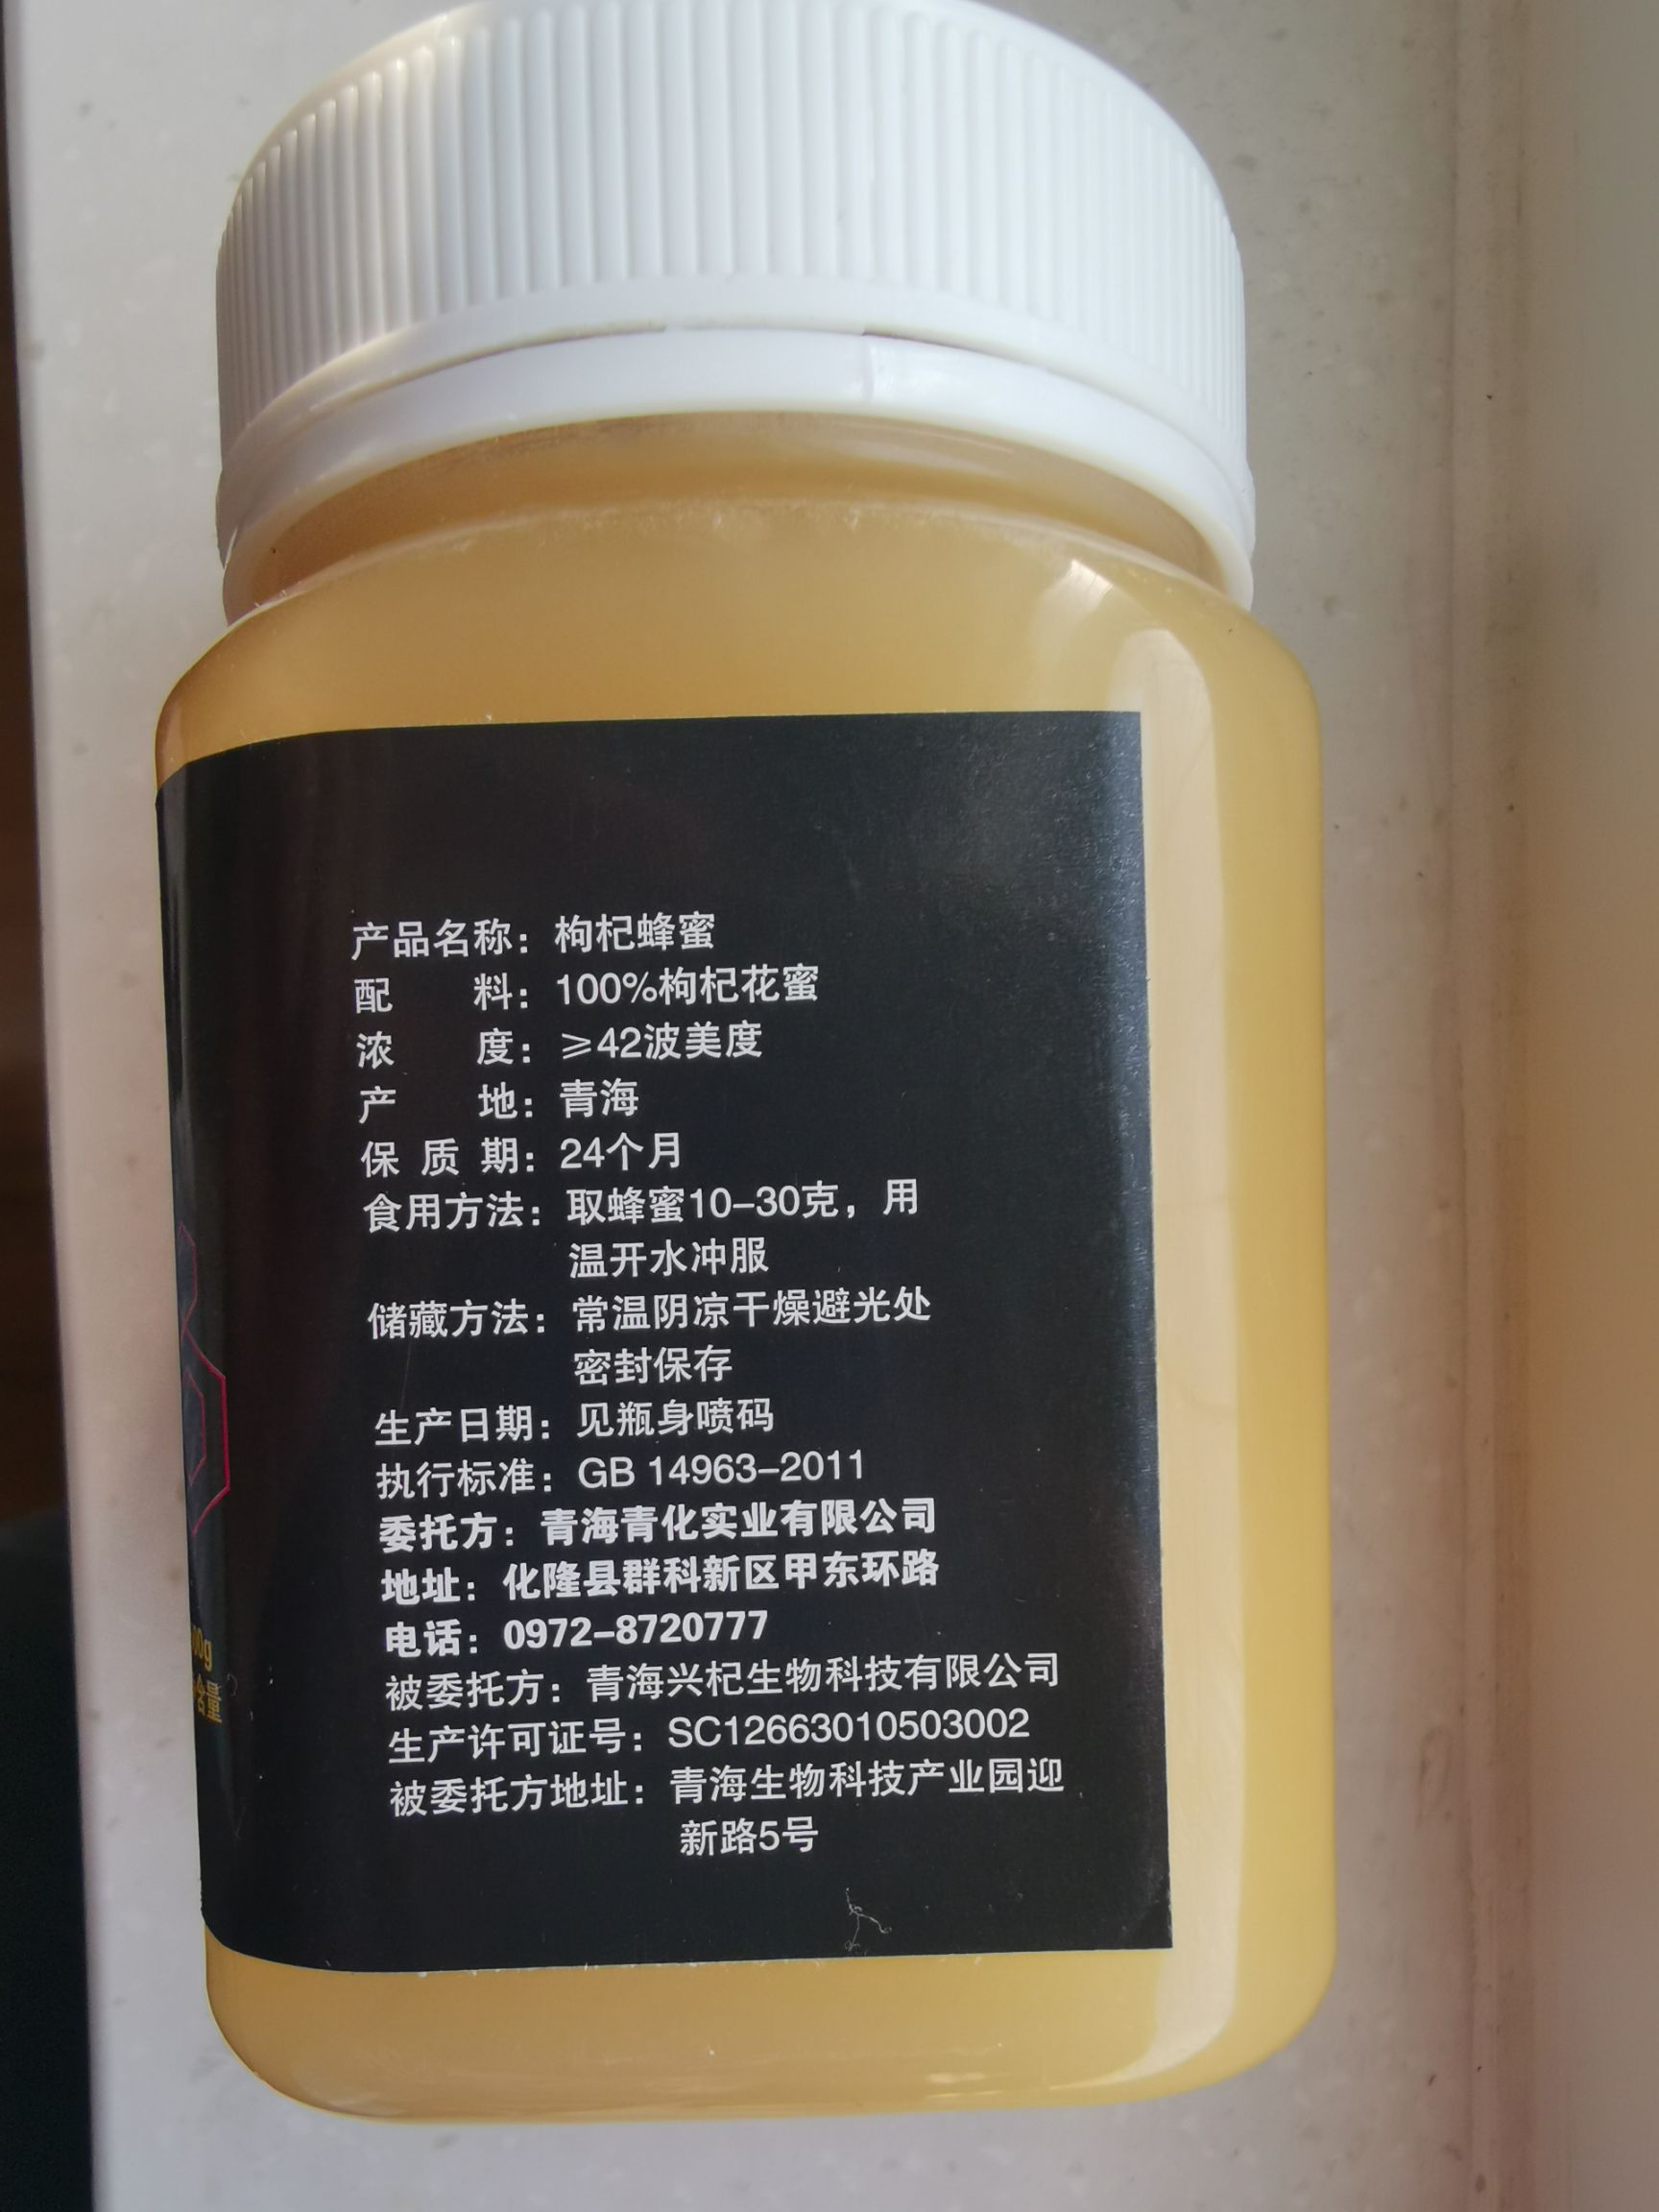 产品名称：枸杞蜂蜜
配 料：100%枸杞花蜜
浓 度：≥42波美度
产 地：青海
保 质 期：24个月
食用方法：取蜂蜜10-30克，用
温开水冲服
储藏方法：常温阴凉干燥避光处
密封保存
生产日期：见瓶身喷码
执行标准：GB 14963-2011
委托方：青海青化实业有限公司
地址：化隆县群科新区甲东环路
电话：0972-8720777
被委托方：青海兴杞生物科技有限公司
生产许可证号：SC12663010503002
被委托方地址：青海生物科技产业园迎
新路5号
00g
含量